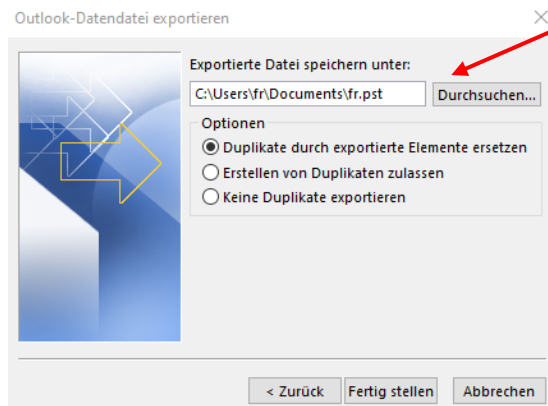 Outlook-Datendatei exportieren
Exportierte Datei speichern unter:
C:\Users\fr\Documents\fr.pst
Durchsuchen...
Optionen
Duplikate durch exportierte Elemente ersetzen
Erstellen von Duplikaten zulassen
Keine Duplikate exportieren
< Zurück
Fertig stellen
Abbrechen